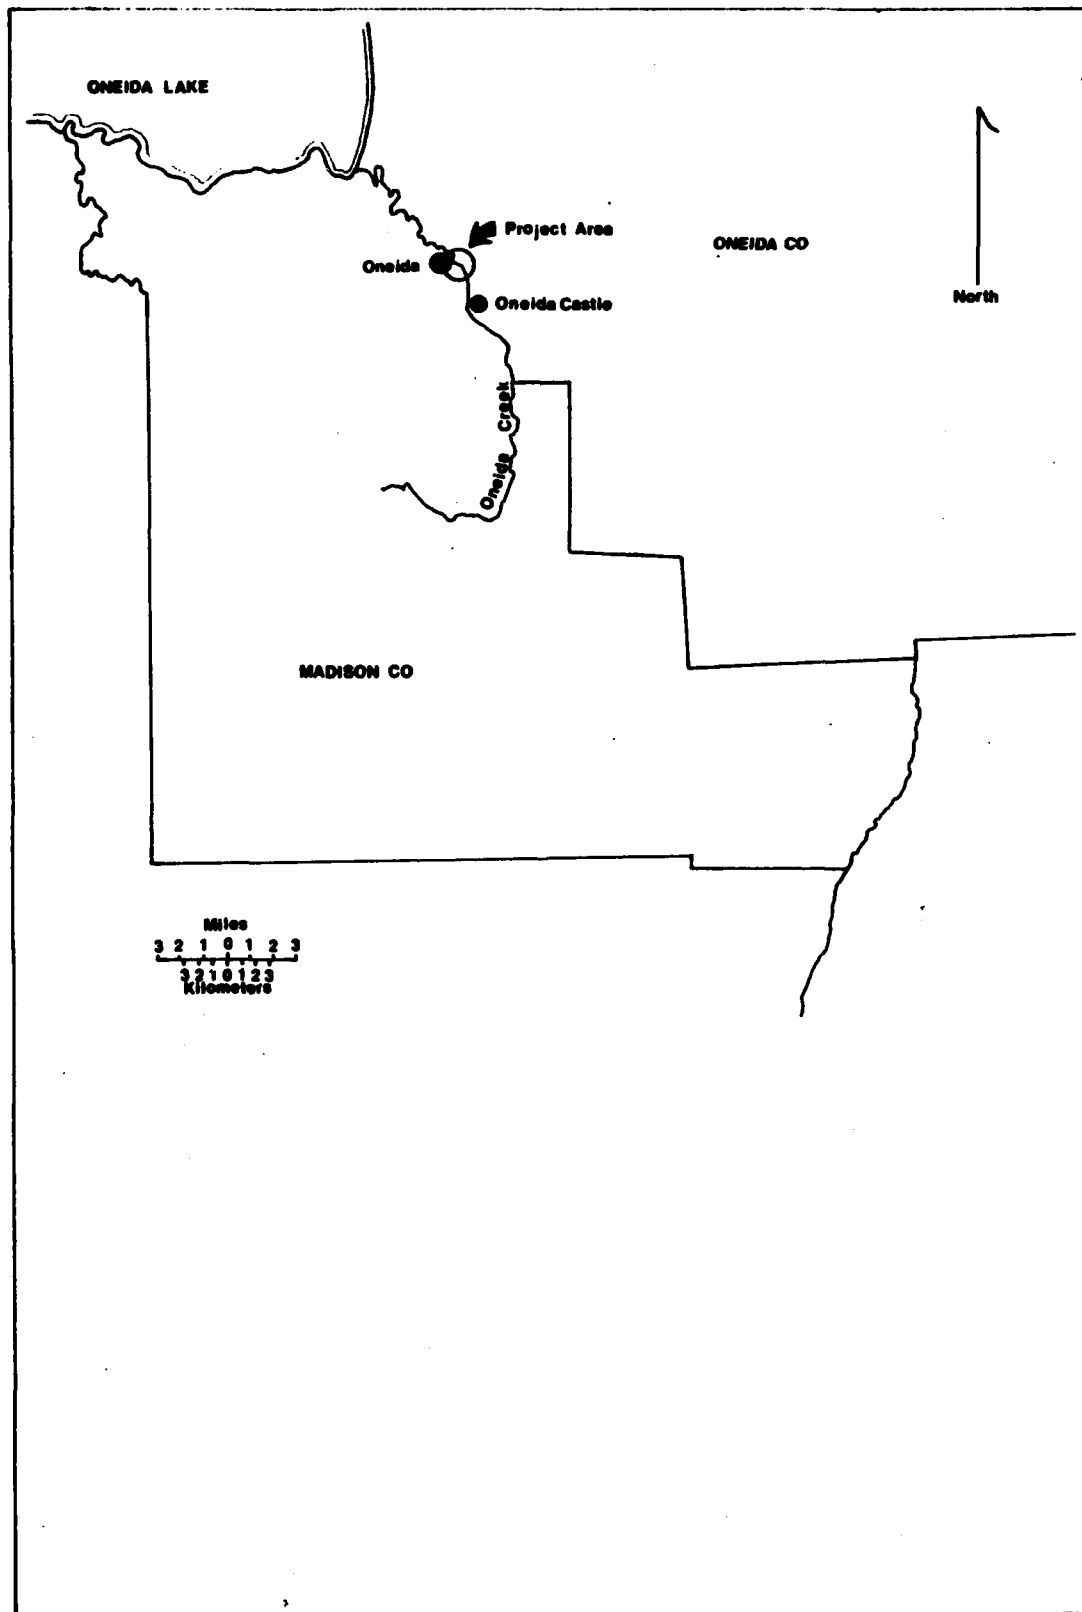 ONEIDA LAKE
Project Area
ONEIDA CO
Oneida
North
Oneida Castle
Oneida Creek
MADISON CO
Miles
3 2 1 0 1 2 3
3 2 1 0 1 2 3
Kilometers